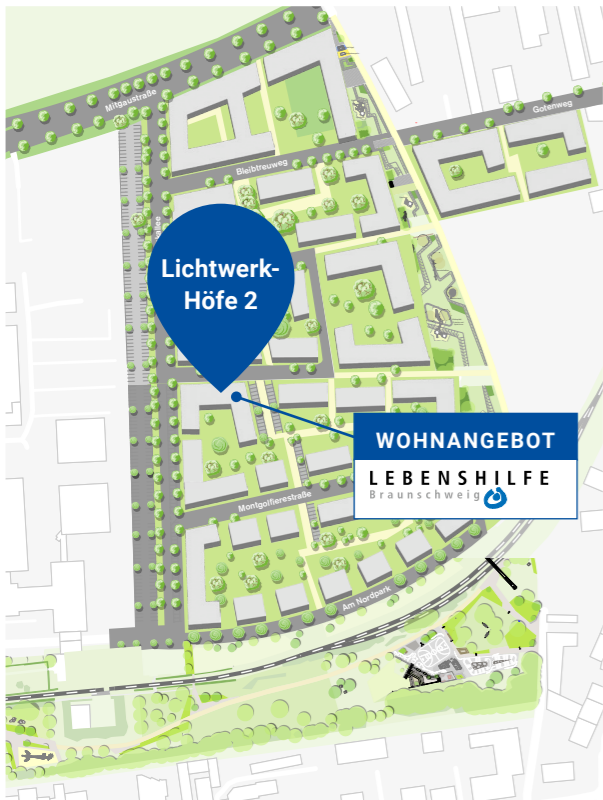 Mitgaustraße
Gotenweg
Bleibtreuweg
Lichtwerk-
Höfe 2
WOHNANGEBOT
LEBENSHILFE
Braunschweig
Montgolfierestraße
Am Nordpark